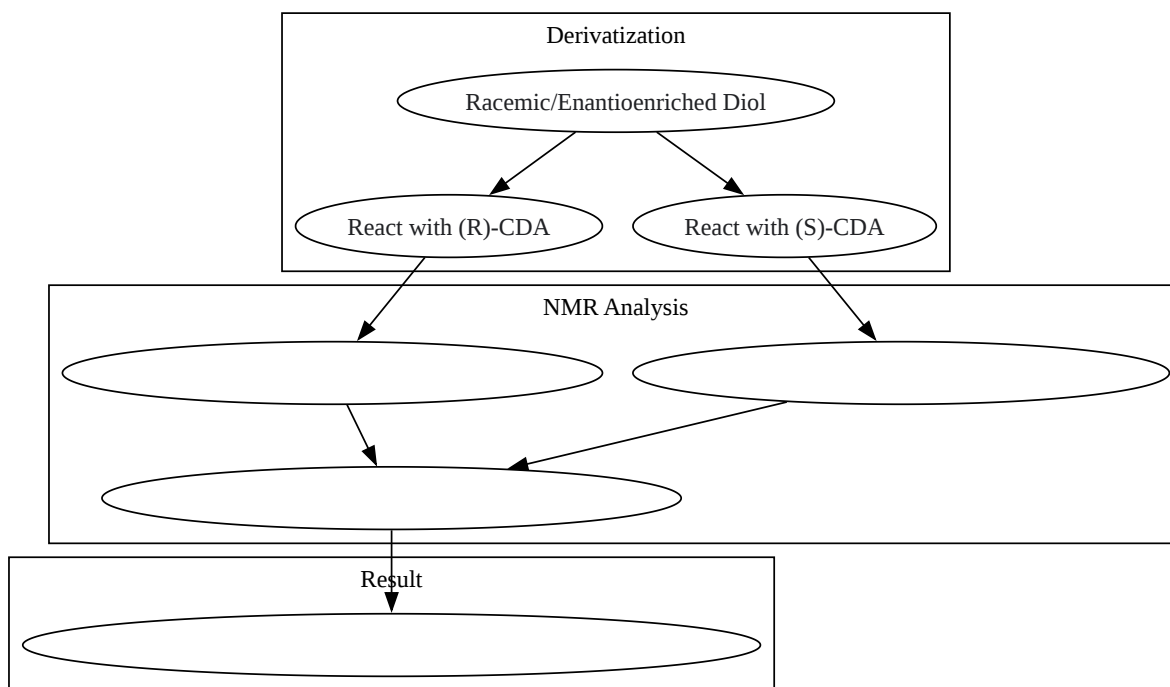 Derivatization
Racemic/Enantioenriched Diol
React with (R)-CDA
React with (S)-CDA
NMR Analysis
Result